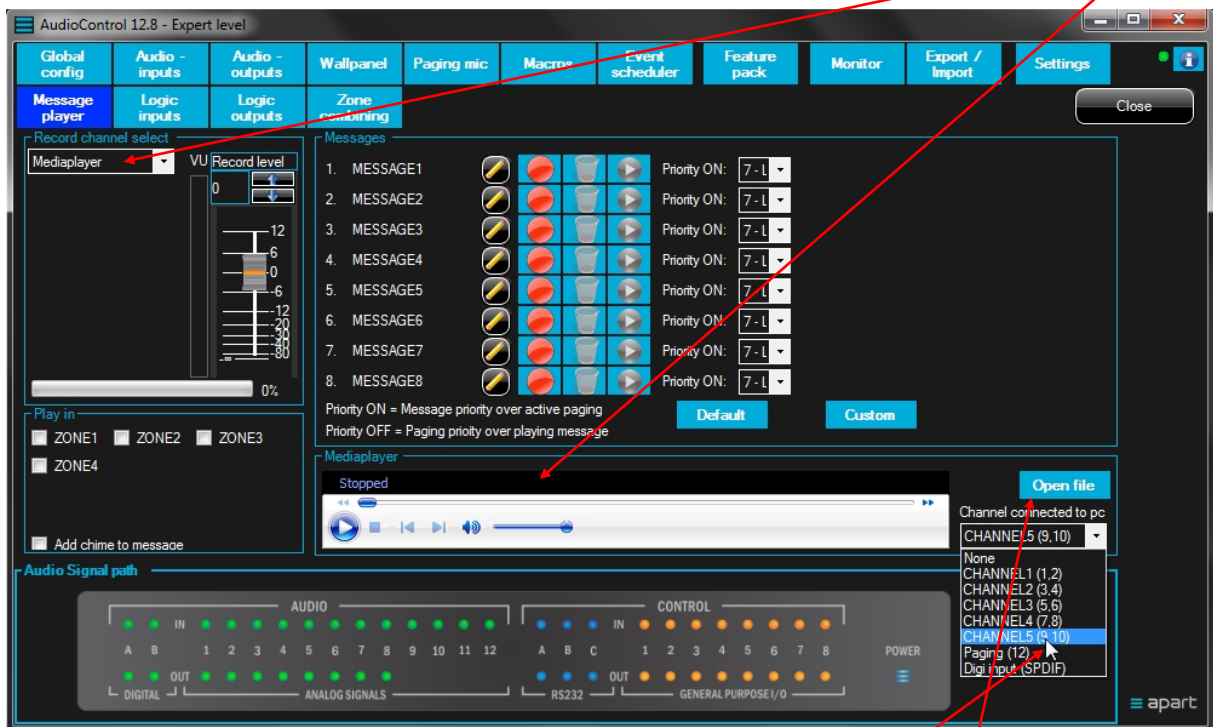 AudioControl 12.8 - Expert level
Global config
Audio - inputs
Audio - outputs
Wallpanel
Paging mic
Macros
Event scheduler
Feature pack
Monitor
Export / Import
Settings
Message player
Logic inputs
Logic outputs
Zone combining
Close
Record channel select
Mediaplayer
VU
Record level
0
12
6
0
-6
-12
-20
-30
-40
-80
-∞
0%
Messages
1. MESSAGE1 Priority ON: 7 - L
2. MESSAGE2 Priority ON: 7 - L
3. MESSAGE3 Priority ON: 7 - L
4. MESSAGE4 Priority ON: 7 - L
5. MESSAGE5 Priority ON: 7 - L
6. MESSAGE6 Priority ON: 7 - L
7. MESSAGE7 Priority ON: 7 - L
8. MESSAGE8 Priority ON: 7 - L
Priority ON = Message priority over active paging
Priority OFF = Paging prioity over playing message
Default
Custom
Play in
ZONE1 ZONE2 ZONE3
ZONE4
Add chime to message
Mediaplayer
Stopped
Open file
Channel connected to pc
CHANNEL5 (9,10)
None
CHANNEL1 (1,2)
CHANNEL2 (3,4)
CHANNEL3 (5,6)
CHANNEL4 (7,8)
CHANNEL5 (9,10)
Paging (12)
Digi input (SPDIF)
Audio Signal path
AUDIO CONTROL
IN IN
A B 1 2 3 4 5 6 7 8 9 10 11 12 A B C 1 2 3 4 5 6 7 8 POWER
OUT OUT
DIGITAL ANALOG SIGNALS RS232 GENERAL PURPOSE I/O
apart